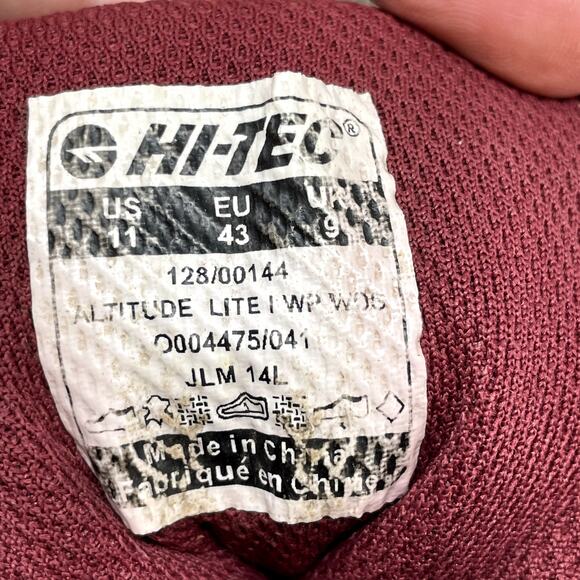 HI-TEC®
US EU UK
11 43 9
128/00144
ALTITUDE LITE I WP WOS
O004475/041
JLM 14L
Made in China
Fabriqué en Chine